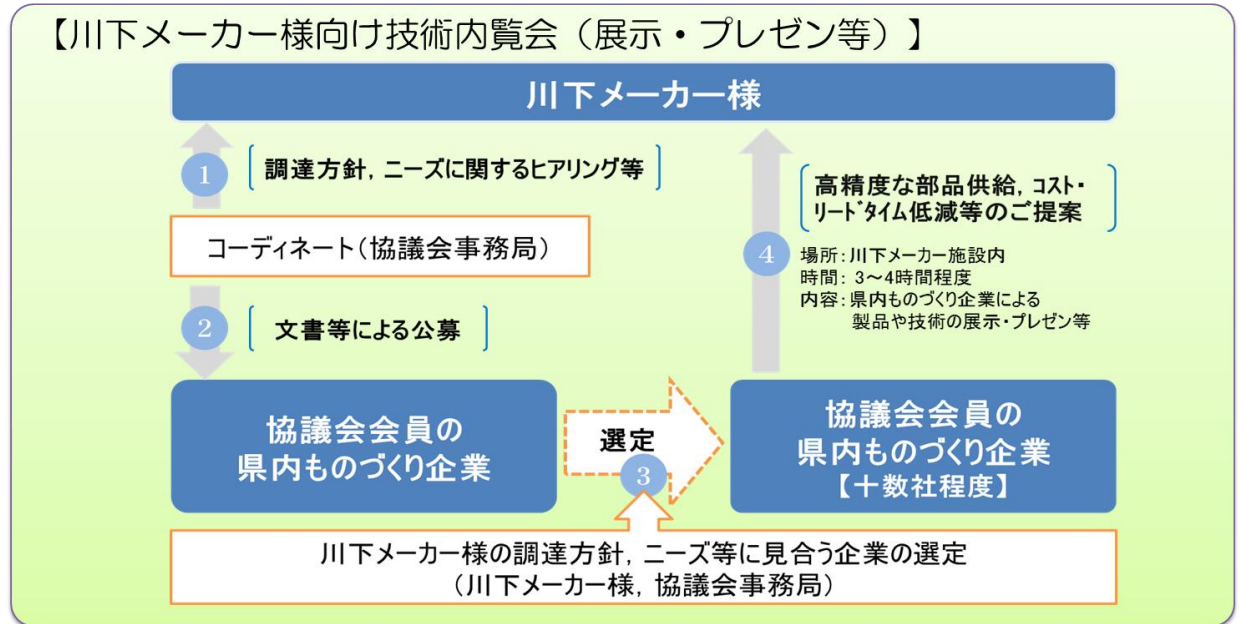 【川下メーカー様向け技術内覧会（展示・プレゼン等）】
川下メーカー様
1
調達方針，ニーズに関するヒアリング等
コーディネート（協議会事務局）
2
文書等による公募
4
高精度な部品供給，コスト・
リードタイム低減等のご提案
場所：川下メーカー施設内
時間： 3～4時間程度
内容：県内ものづくり企業による
製品や技術の展示・プレゼン等
協議会会員の
県内ものづくり企業
選定
3
協議会会員の
県内ものづくり企業
【十数社程度】
川下メーカー様の調達方針，ニーズ等に見合う企業の選定
（川下メーカー様，協議会事務局）